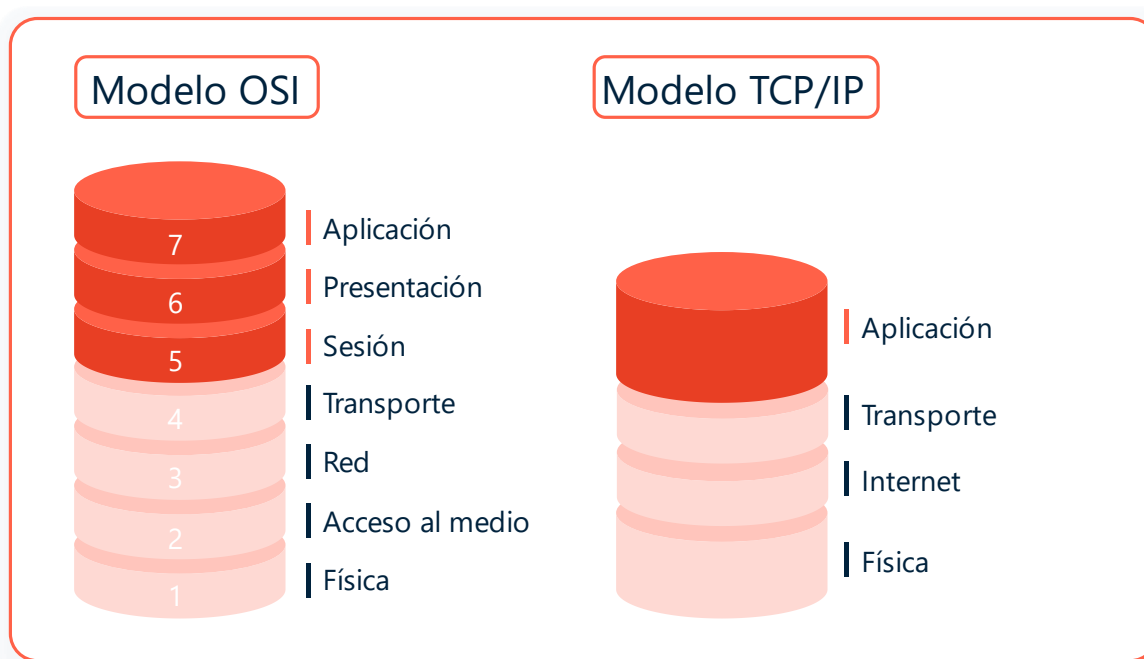 Modelo OSI
Modelo TCP/IP
7
Aplicación
6
Presentación
5
Sesión
4
Transporte
3
Red
2
Acceso al medio
1
Física
Aplicación
Transporte
Internet
Física